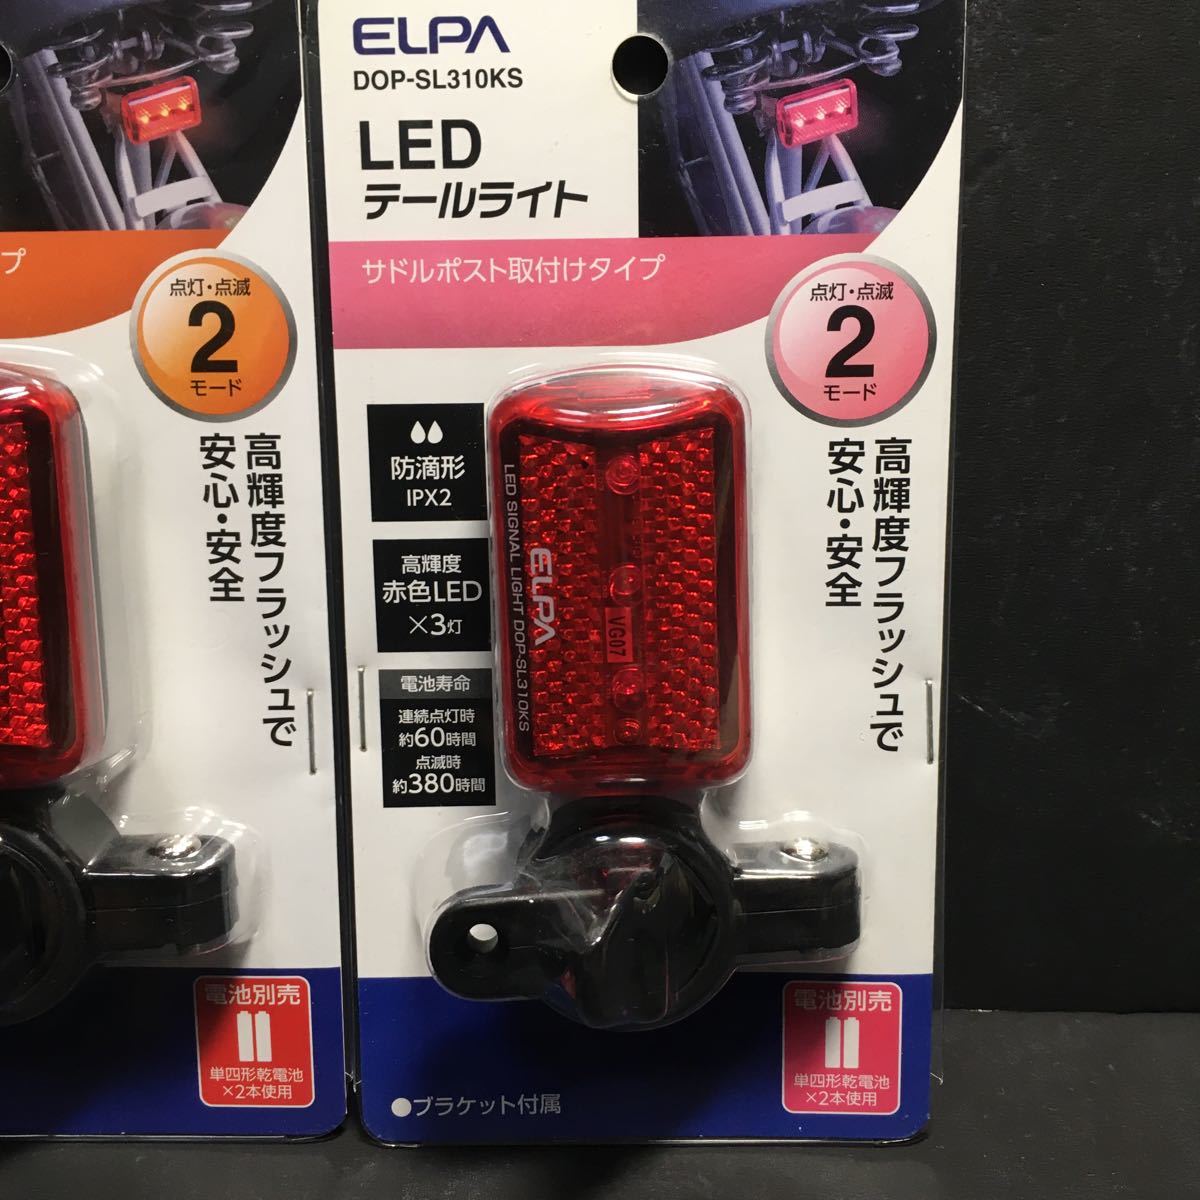 プ
点灯・点滅
2
モード
高輝度フラッシュで
安心・安全
電池別売
単四形乾電池
×2本使用
ELPA
DOP-SL310KS
LED
テールライト
サドルポスト取付けタイプ
点灯・点滅
2
モード
高輝度フラッシュで
安心・安全
防滴形
IPX2
高輝度
赤色LED
×3灯
電池寿命
連続点灯時
約60時間
点滅時
約380時間
ELPA
LED SIGNAL LIGHT DOP-SL310KS
VG07
電池別売
単四形乾電池
×2本使用
●ブラケット付属